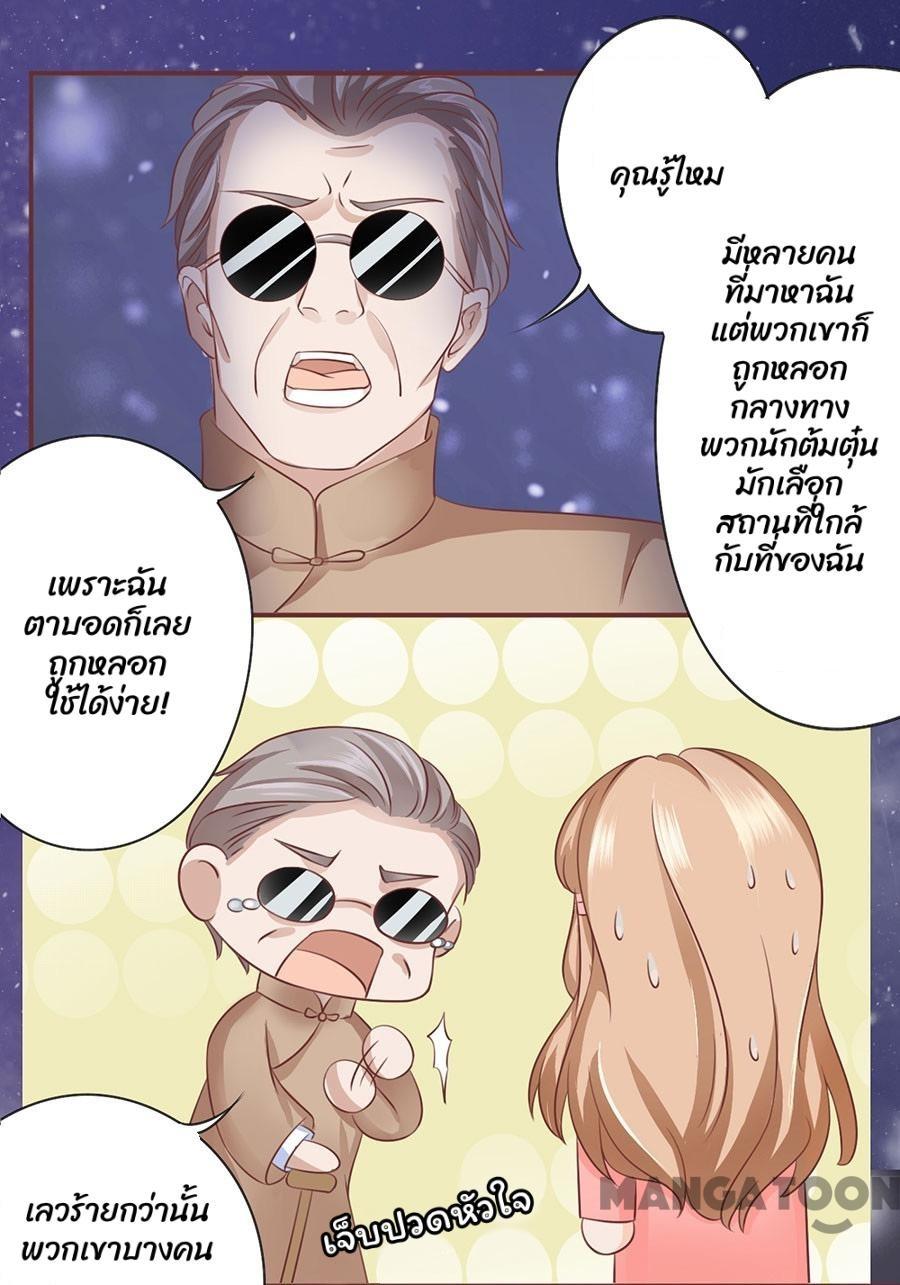 คุณรู้ไหม
มีหลายคน
ที่มาหาฉัน
แต่พวกเขาก็
ถูกหลอก
กลางทาง
พวกนักต้มตุ๋น
มักเลือก
สถานที่ใกล้
กับที่ของฉัน
เพราะฉัน
ตาบอดก็เลย
ถูกหลอก
ใช้ได้ง่าย!
เลวร้ายกว่านั้น
พวกเขาบางคน
เจ็บปวดหัวใจ
MANGATOON